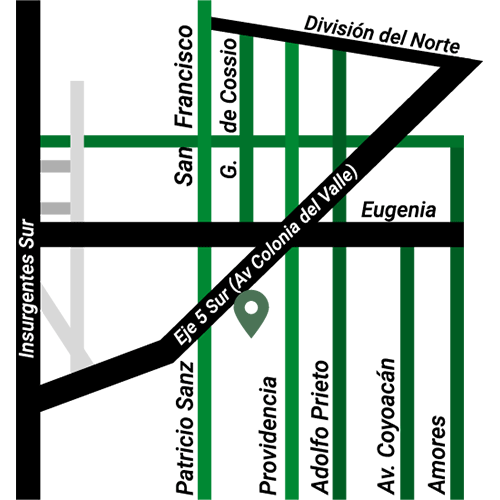 División del Norte
San Francisco
G. de Cossio
Eugenia
Insurgentes Sur
Eje 5 Sur (Av Colonia del Valle)
Patricio Sanz
Providencia
Adolfo Prieto
Av. Coyoacán
Amores